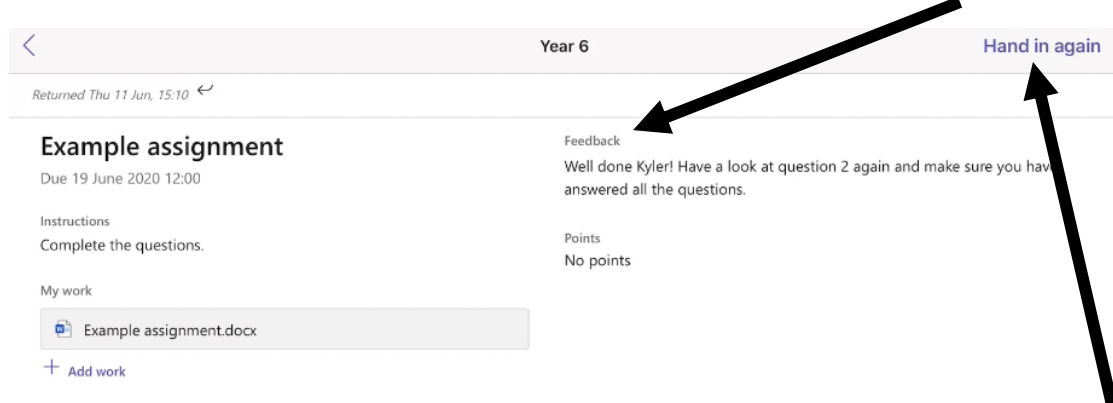 Year 6
Hand in again
Returned Thu 11 Jun, 15:10
Example assignment
Due 19 June 2020 12:00
Instructions
Complete the questions.
My work
Example assignment.docx
Add work
Feedback
Well done Kyler! Have a look at question 2 again and make sure you have
answered all the questions.
Points
No points